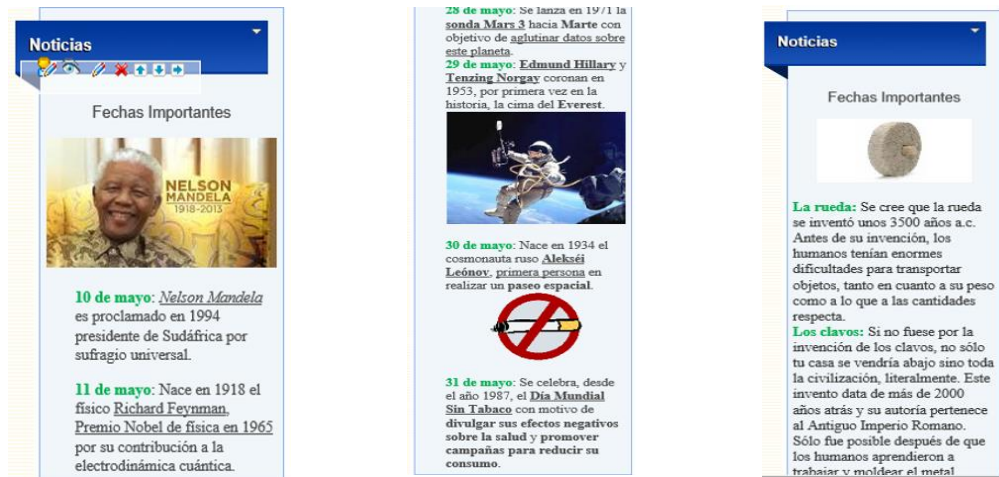 Noticias
Fechas Importantes
NELSON
MANDELA
1918-2013
10 de mayo: Nelson Mandela
es proclamado en 1994
presidente de Sudáfrica por
sufragio universal.
11 de mayo: Nace en 1918 el
físico Richard Feynman,
Premio Nobel de física en 1965
por su contribución a la
electrodinámica cuántica.
28 de mayo: Se lanza en 1971 la
sonda Mars 3 hacia Marte con
objetivo de aglutinar datos sobre
este planeta.
29 de mayo: Edmund Hillary y
Tenzing Norgay coronan en
1953, por primera vez en la
historia, la cima del Everest.
30 de mayo: Nace en 1934 el
cosmonauta ruso Alekséi
Leónov, primera persona en
realizar un paseo espacial.
31 de mayo: Se celebra, desde
el año 1987, el Día Mundial
Sin Tabaco con motivo de
divulgar sus efectos negativos
sobre la salud y promover
campañas para reducir su
consumo.
Noticias
Fechas Importantes
La rueda: Se cree que la rueda
se inventó unos 3500 años a.c.
Antes de su invención, los
humanos tenían enormes
dificultades para transportar
objetos, tanto en cuanto a su peso
como a lo que a las cantidades
respecta.
Los clavos: Si no fuese por la
invención de los clavos, no sólo
tu casa se vendría abajo sino toda
la civilización, literalmente. Este
invento data de más de 2000
años atrás y su autoría pertenece
al Antiguo Imperio Romano.
Sólo fue posible después de que
los humanos aprendieron a
trabajar y moldear el metal